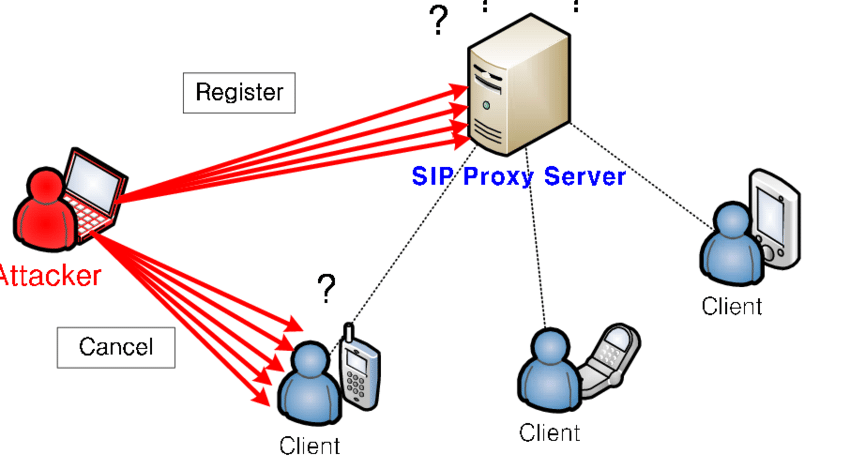 ? ? ?
Register
SIP Proxy Server
Attacker
?
Client
Cancel
Client
Client